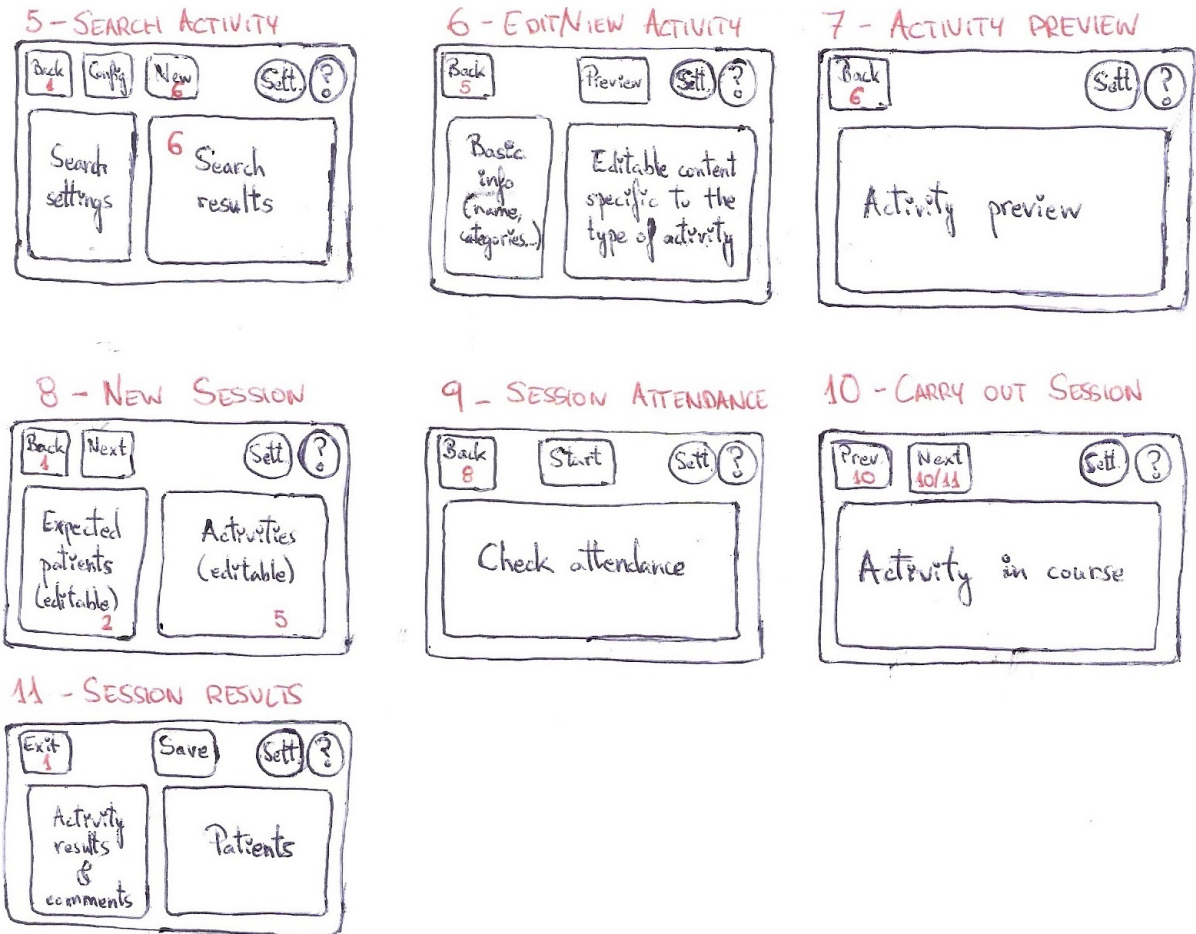 5 - SEARCH ACTIVITY
Back Config New Sett. ?
1 6
Search
settings
6 Search
results
6 - EDIT/VIEW ACTIVITY
Back Preview Sett. ?
5
Basic
info
(name,
categories...)
Editable content
specific to the
type of activity
7 - ACTIVITY PREVIEW
Back Sett. ?
6
Activity preview
8 - NEW SESSION
Back Next Sett. ?
1
Expected
patients
(editable)
2
Activities
(editable)
5
9 - SESSION ATTENDANCE
Back Start Sett. ?
8
Check attendance
10 - CARRY OUT SESSION
Prev. Next Sett. ?
10 10/11
Activity in course
11 - SESSION RESULTS
Exit Save Sett. ?
1
Activity
results
&
comments
Patients